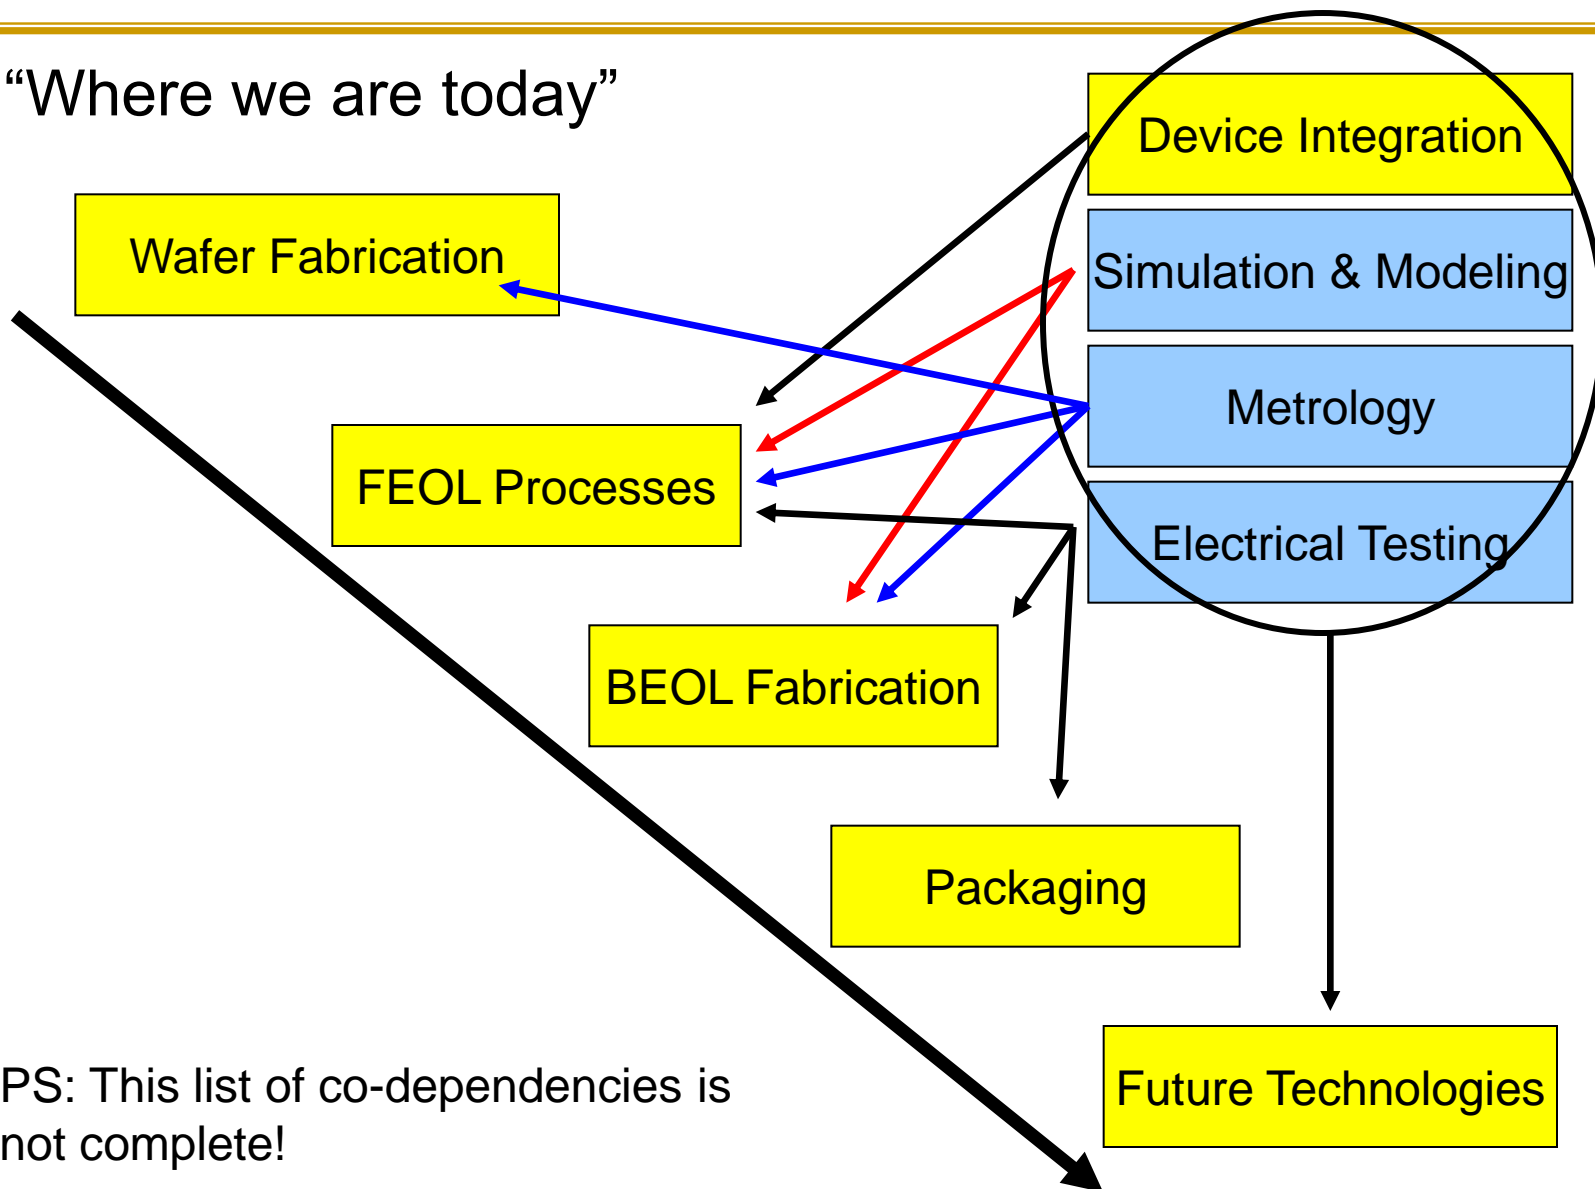 “Where we are today”
Device Integration
Wafer Fabrication
Simulation & Modeling
Metrology
FEOL Processes
Electrical Testing
BEOL Fabrication
Packaging
Future Technologies
PS: This list of co-dependencies is
not complete!